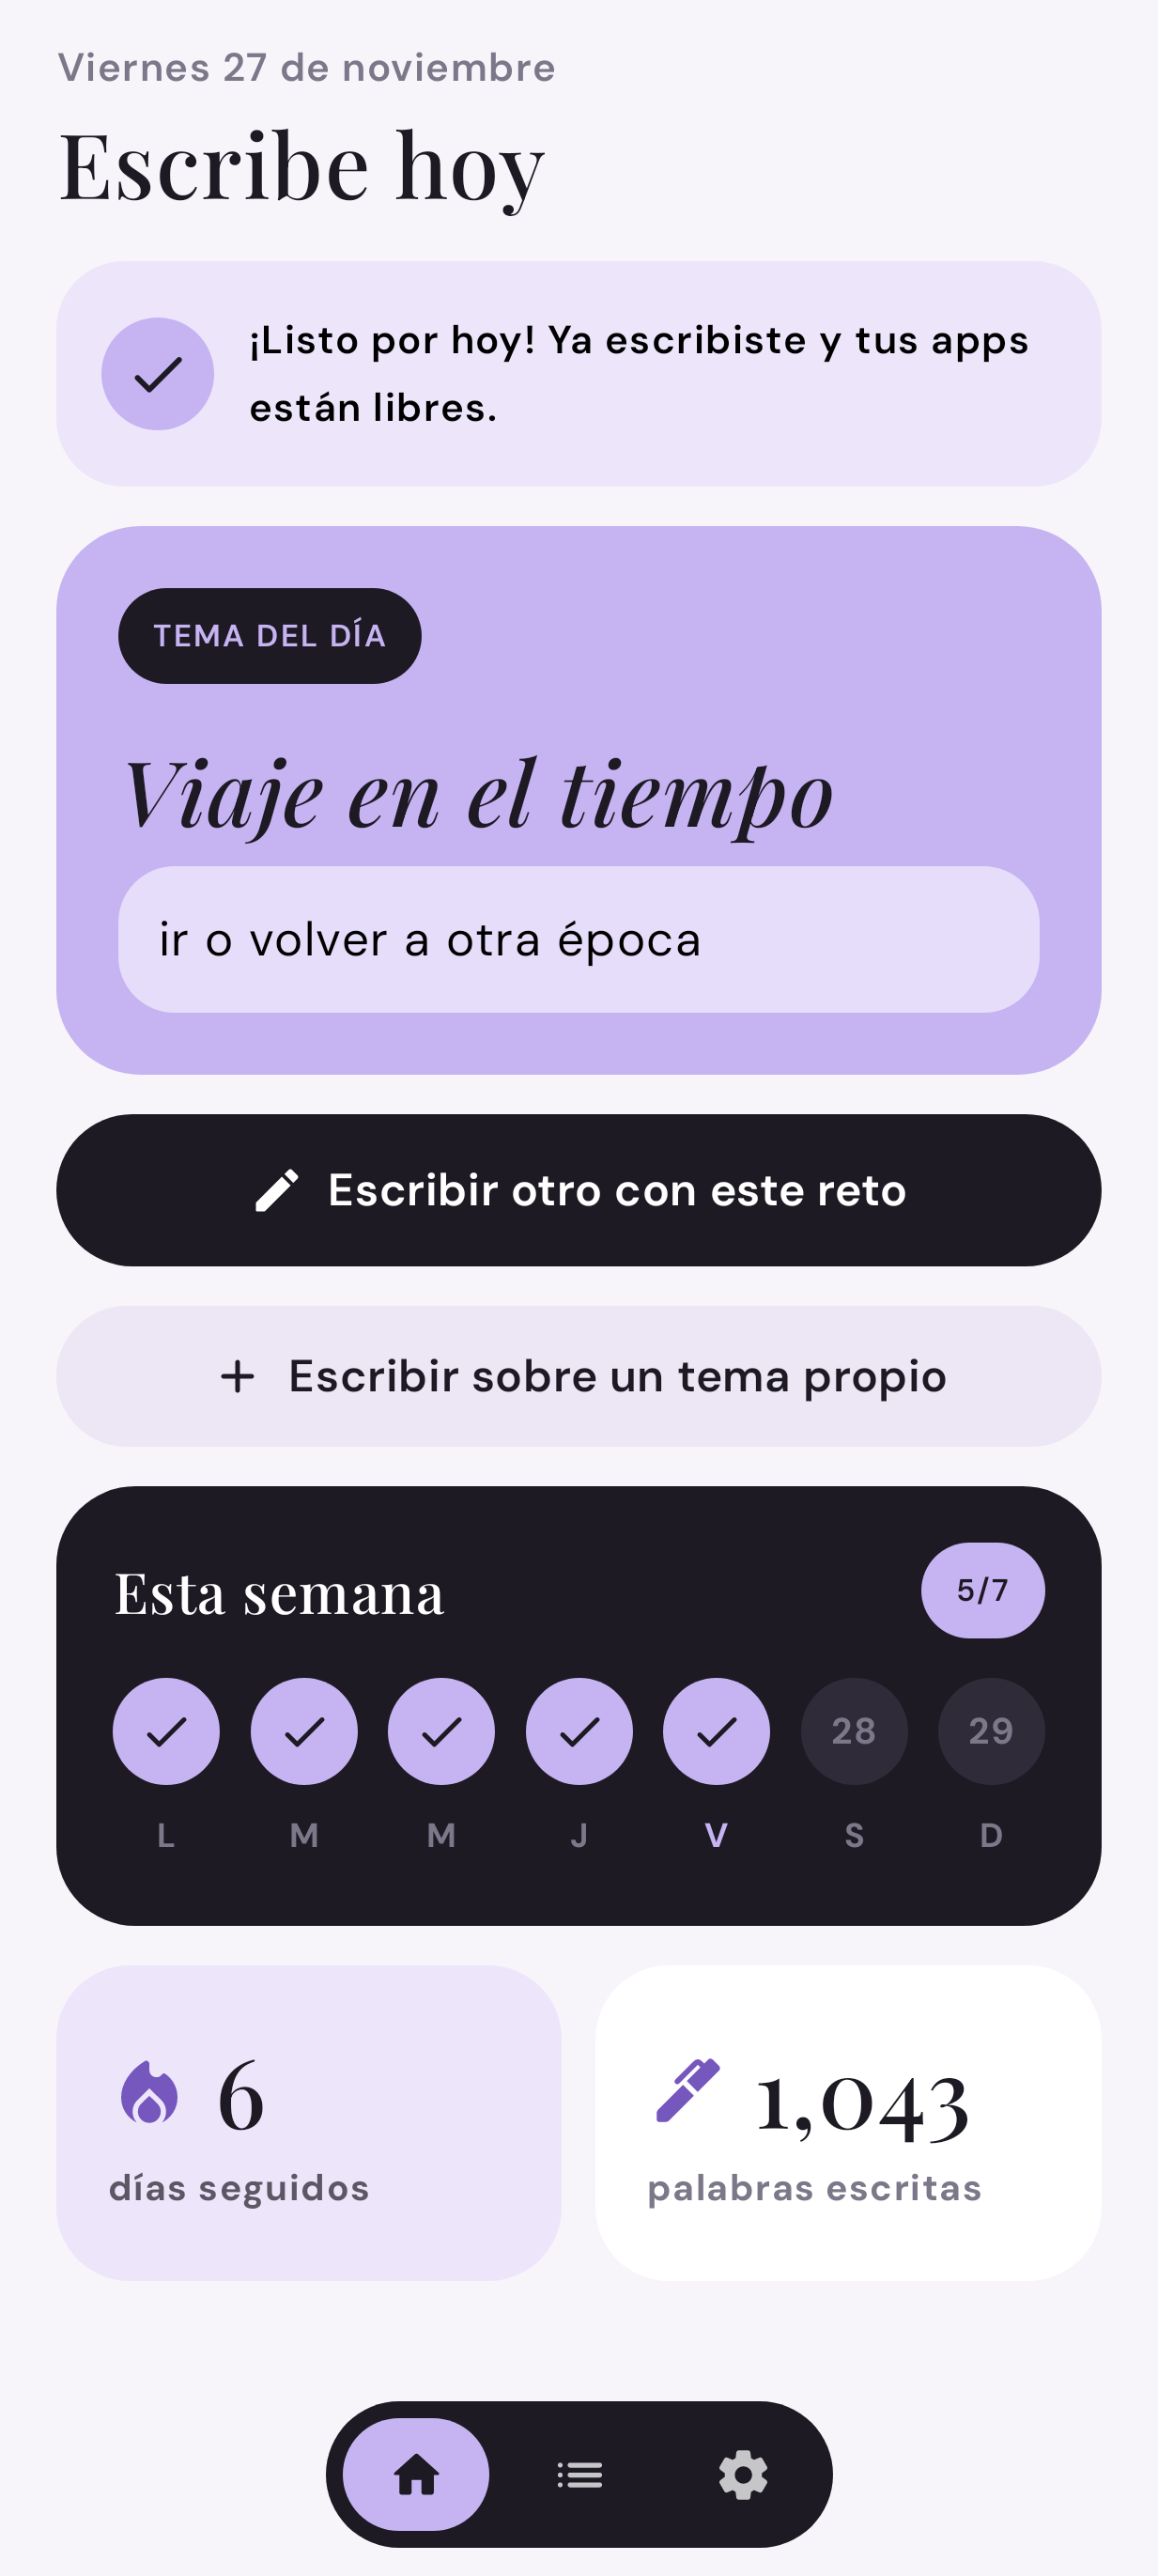 Viernes 27 de noviembre
Escribe hoy
¡Listo por hoy! Ya escribiste y tus apps
están libres.
TEMA DEL DÍA
Viaje en el tiempo
ir o volver a otra época
Escribir otro con este reto
+ Escribir sobre un tema propio
Esta semana
5/7
28 29
L M M J V S D
6
días seguidos
1,043
palabras escritas